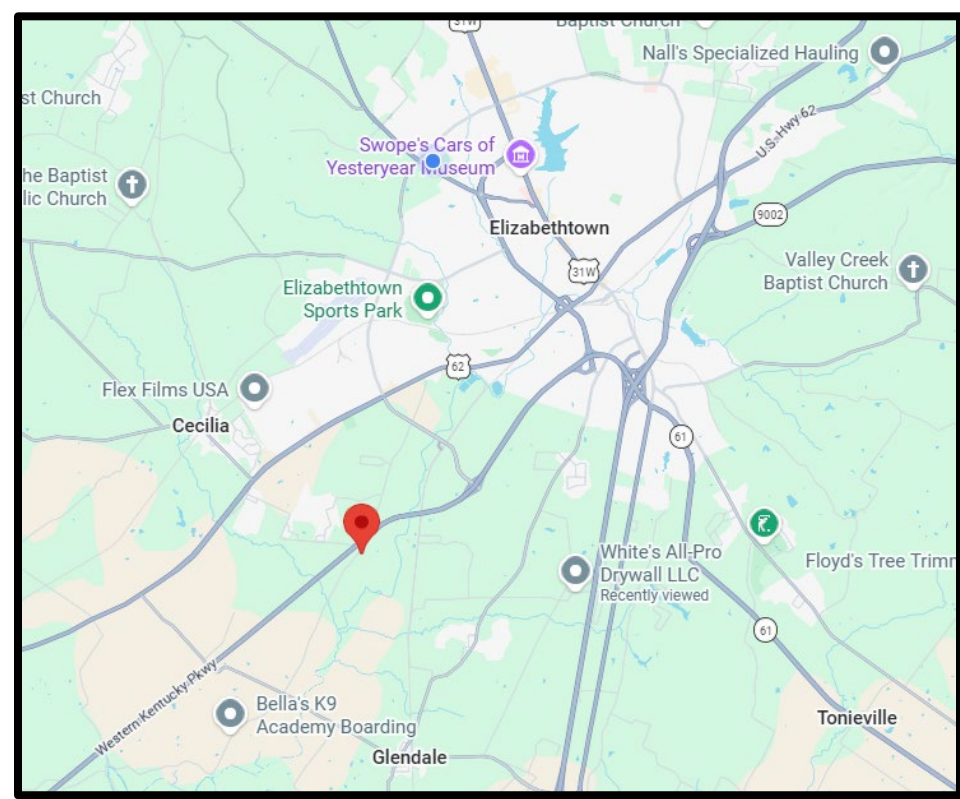 31W
Baptist Church
Nall's Specialized Hauling
st Church
U.S. Hwy 62
Swope's Cars of
Yesteryear Museum
he Baptist
lic Church
9002
Elizabethtown
31W
Valley Creek
Baptist Church
Elizabethtown
Sports Park
62
Flex Films USA
Cecilia
61
White's All-Pro
Drywall LLC
Recently viewed
Floyd's Tree Trimm
61
Western Kentucky Pkwy
Bella's K9
Academy Boarding
Tonieville
Glendale